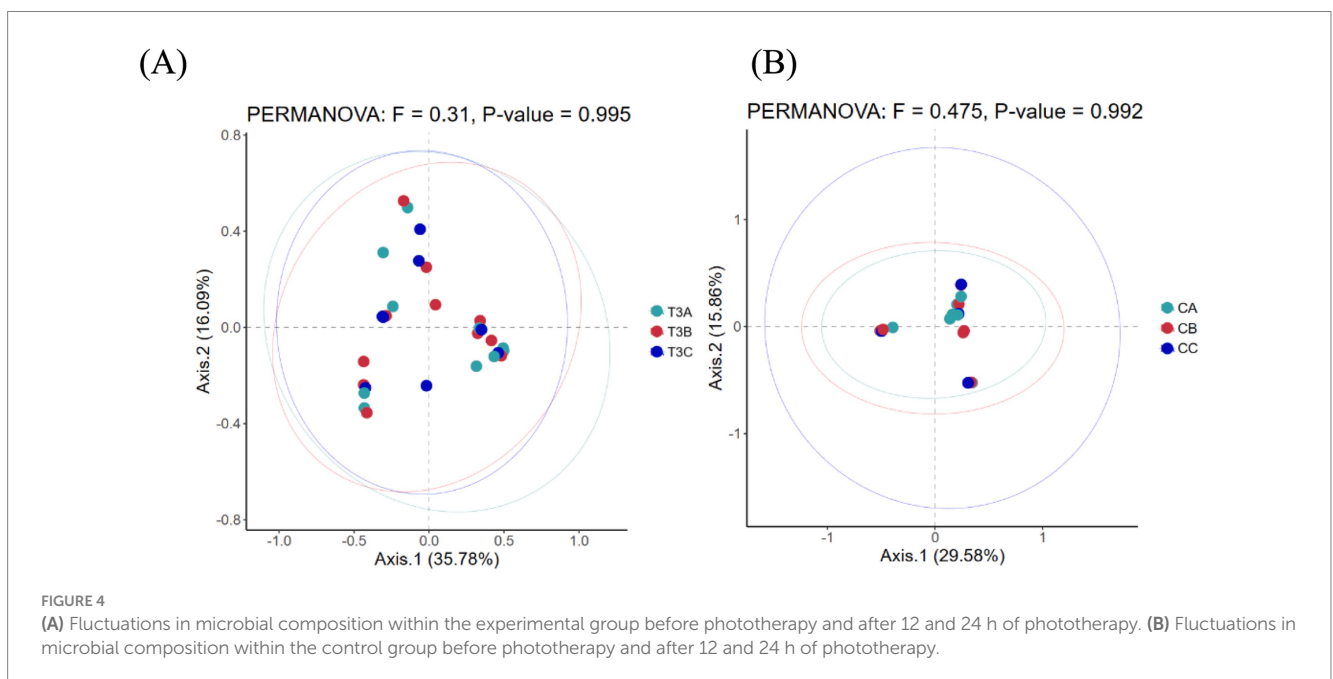 (A)
PERMANOVA: F = 0.31, P-value = 0.995
0.8
0.4
0.0
-0.4
-0.8
Axis.2 (16.09%)
-1.0
-0.5
0.0
0.5
1.0
Axis.1 (35.78%)
T3A
T3B
T3C
(B)
PERMANOVA: F = 0.475, P-value = 0.992
1
0
-1
Axis.2 (15.86%)
-1
0
1
Axis.1 (29.58%)
CA
CB
CC
FIGURE 4
(A) Fluctuations in microbial composition within the experimental group before phototherapy and after 12 and 24 h of phototherapy. (B) Fluctuations in
microbial composition within the control group before phototherapy and after 12 and 24 h of phototherapy.